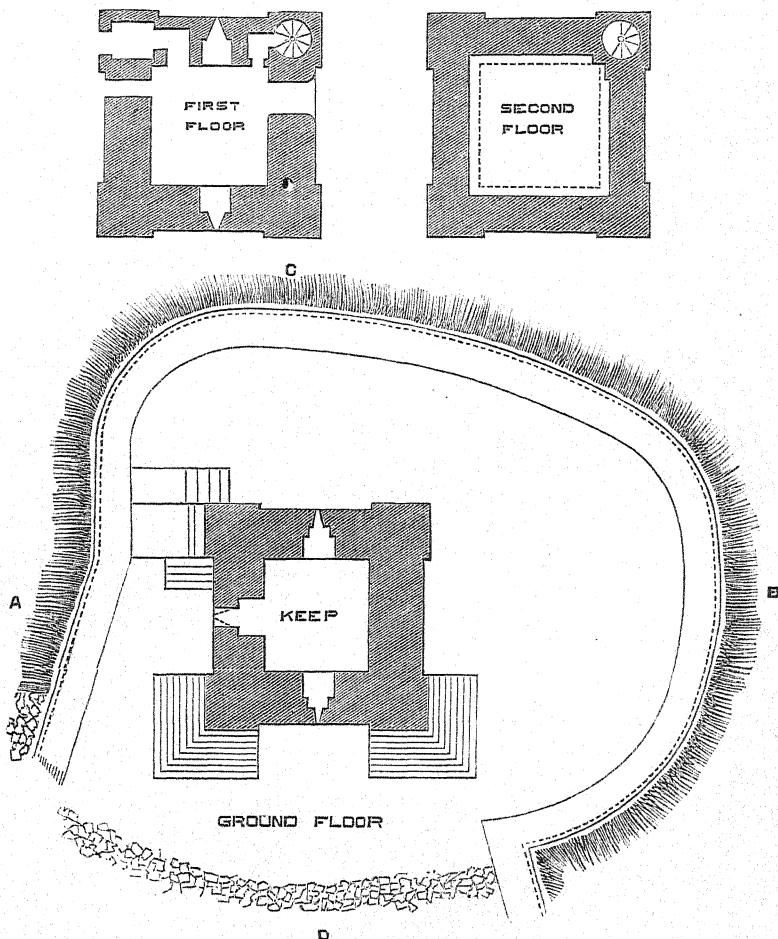 FIRST
FLOOR
SECOND
FLOOR
C
A
B
KEEP
GROUND FLOOR
D